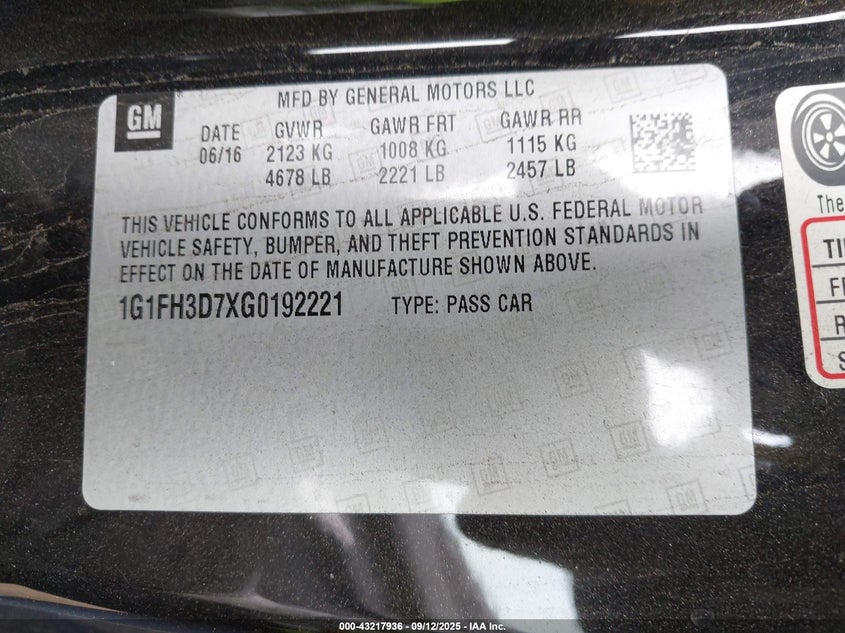 GM
MFD BY GENERAL MOTORS LLC
DATE GVWR GAWR FRT GAWR RR
06/16 2123 KG 1008 KG 1115 KG
4678 LB 2221 LB 2457 LB
THIS VEHICLE CONFORMS TO ALL APPLICABLE U.S. FEDERAL MOTOR
VEHICLE SAFETY, BUMPER, AND THEFT PREVENTION STANDARDS IN
EFFECT ON THE DATE OF MANUFACTURE SHOWN ABOVE.
1G1FH3D7XG0192221 TYPE: PASS CAR
The
000-43217936 - 09/12/2025 - IAA Inc.